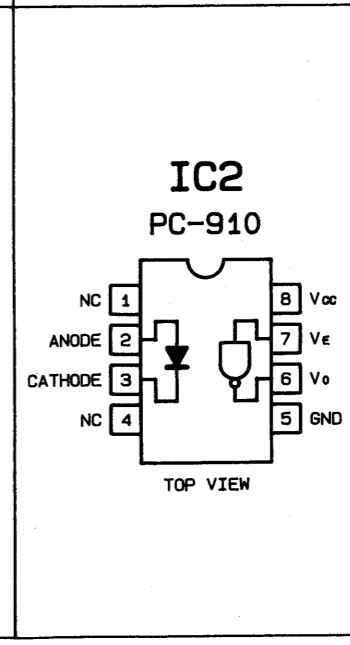 IC2
PC-910
NC 1
ANODE 2
CATHODE 3
NC 4
8 Vcc
7 VE
6 Vo
5 GND
TOP VIEW